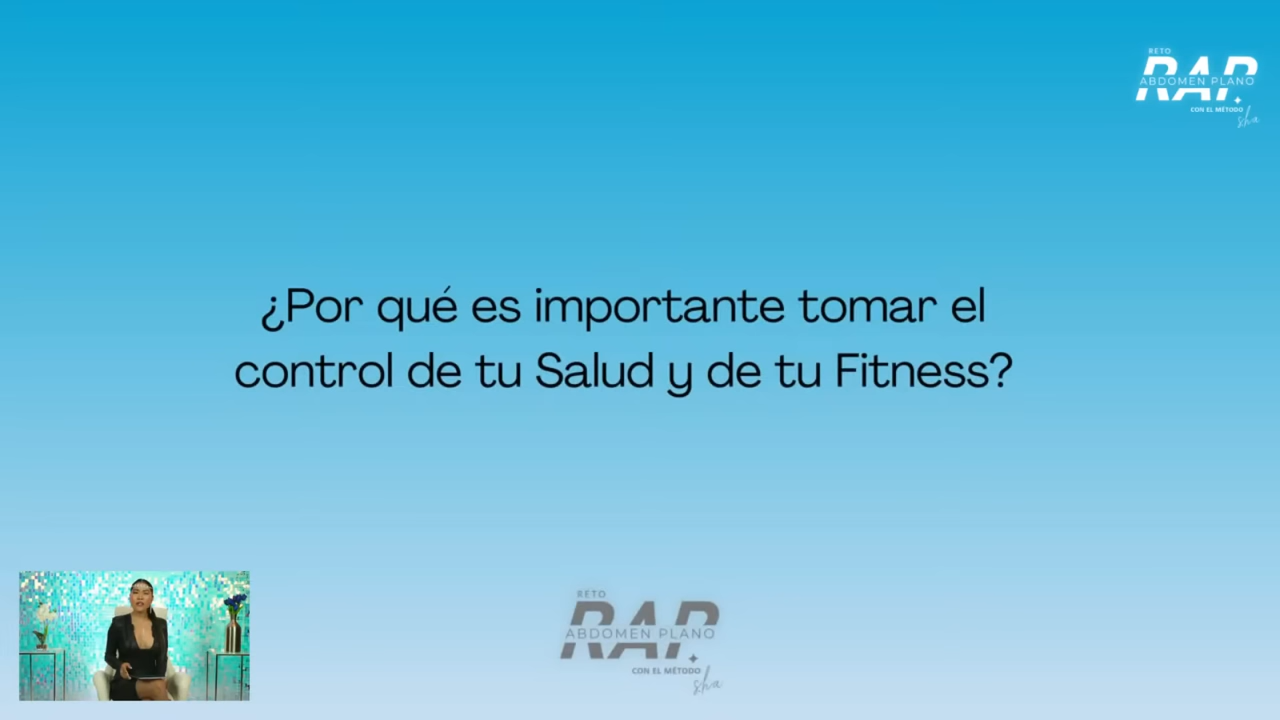 RETO
RAP
ABDOMEN PLANO
CON EL MÉTODO
sha
¿Por qué es importante tomar el
control de tu Salud y de tu Fitness?
RETO
RAP
ABDOMEN PLANO
CON EL MÉTODO
sha